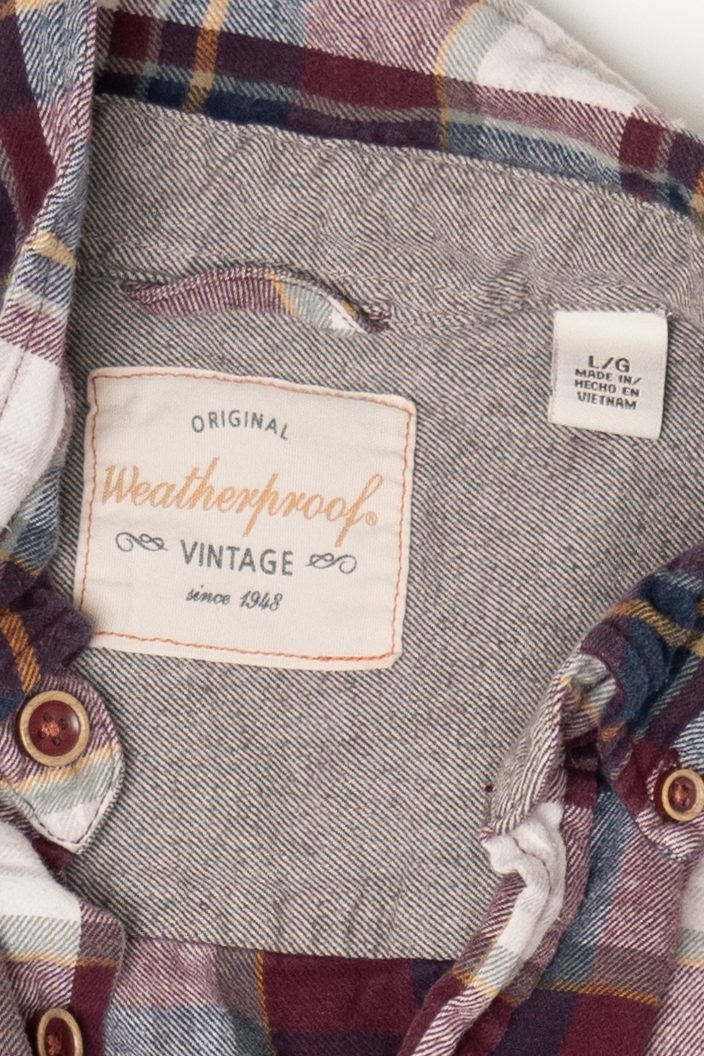 ORIGINAL
Weatherproof®
VINTAGE
since 1948
L/G
MADE IN/
HECHO EN
VIETNAM